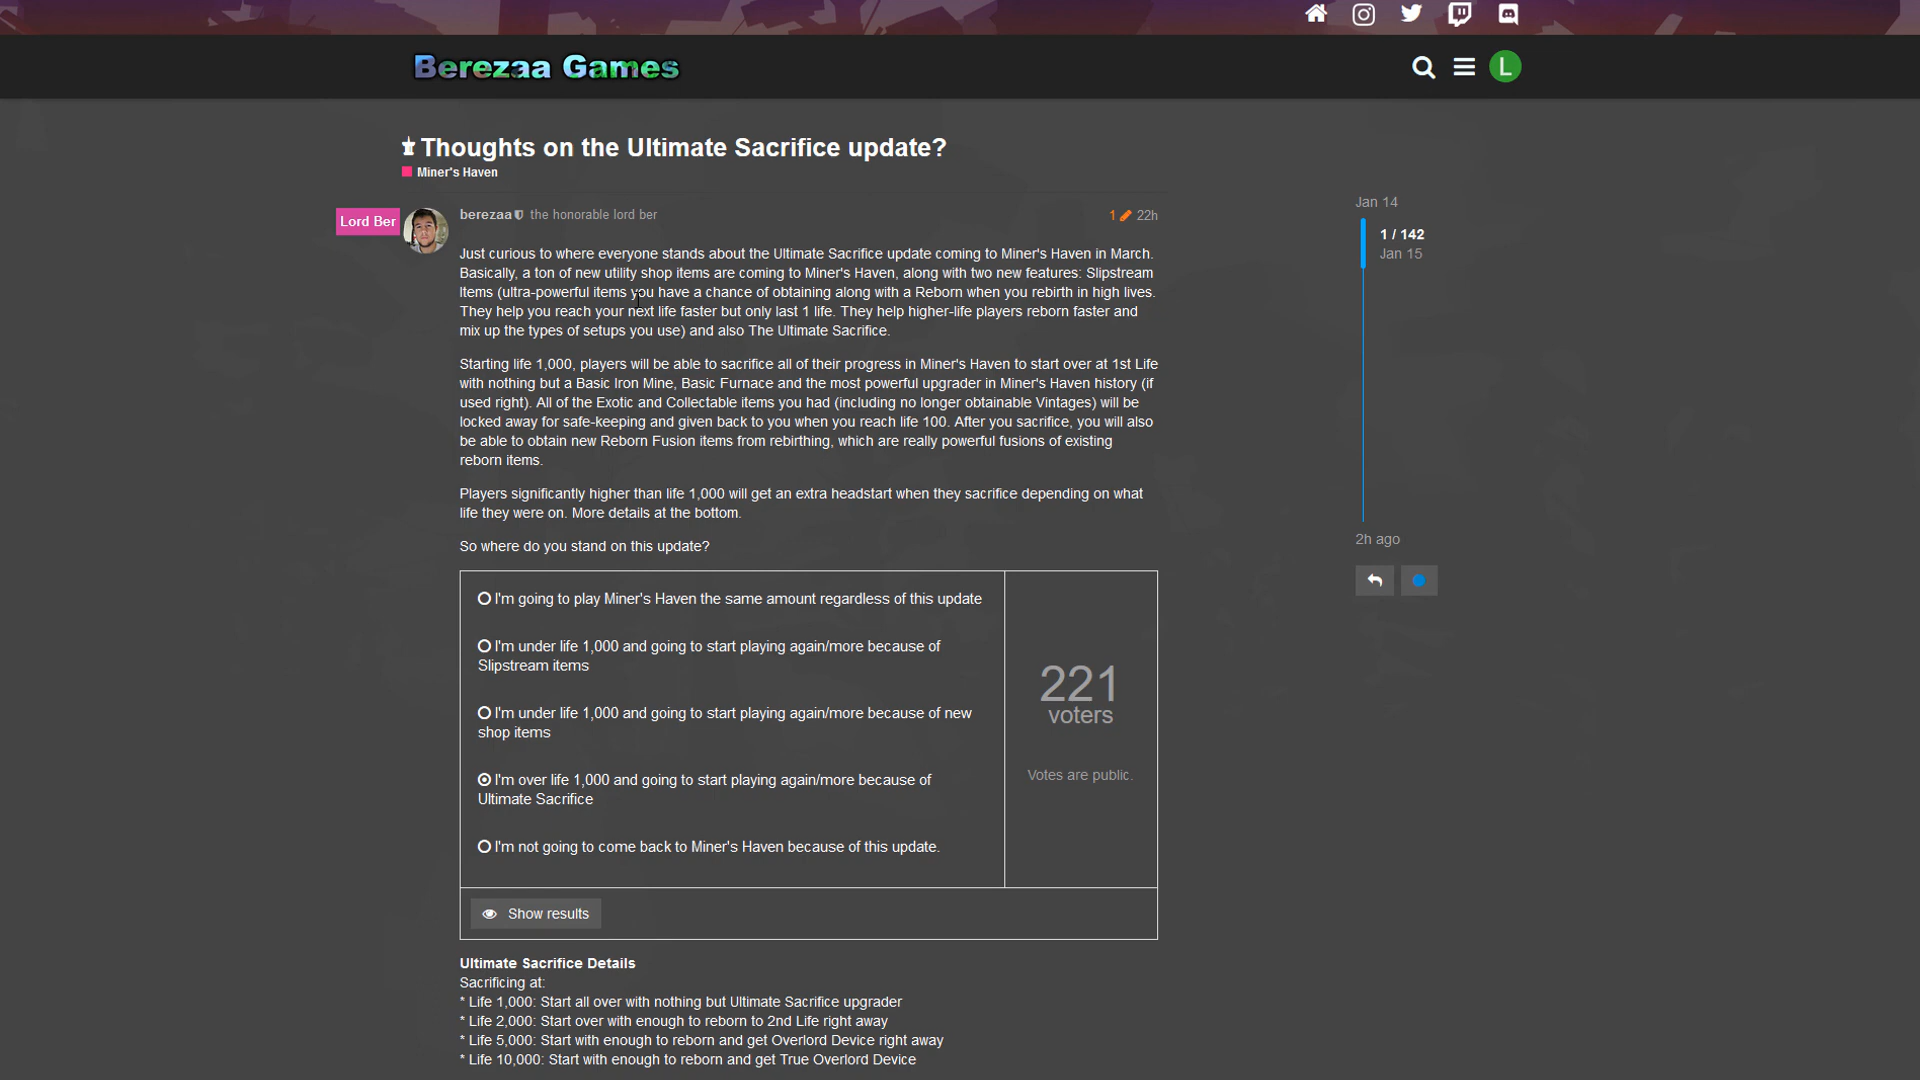 Berezaa Games
L
Thoughts on the Ultimate Sacrifice update?
Miner's Haven
Lord Ber
berezaa the honorable lord ber
1 22h
Just curious to where everyone stands about the Ultimate Sacrifice update coming to Miner's Haven in March.
Basically, a ton of new utility shop items are coming to Miner's Haven, along with two new features: Slipstream
Items (ultra-powerful items you have a chance of obtaining along with a Reborn when you rebirth in high lives.
They help you reach your next life faster but only last 1 life. They help higher-life players reborn faster and
mix up the types of setups you use) and also The Ultimate Sacrifice.
Starting life 1,000, players will be able to sacrifice all of their progress in Miner's Haven to start over at 1st Life
with nothing but a Basic Iron Mine, Basic Furnace and the most powerful upgrader in Miner's Haven history (if
used right). All of the Exotic and Collectable items you had (including no longer obtainable Vintages) will be
locked away for safe-keeping and given back to you when you reach life 100. After you sacrifice, you will also
be able to obtain new Reborn Fusion items from rebirthing, which are really powerful fusions of existing
reborn items.
Players significantly higher than life 1,000 will get an extra headstart when they sacrifice depending on what
life they were on. More details at the bottom.
So where do you stand on this update?
I'm going to play Miner's Haven the same amount regardless of this update
I'm under life 1,000 and going to start playing again/more because of
Slipstream items
I'm under life 1,000 and going to start playing again/more because of new
shop items
I'm over life 1,000 and going to start playing again/more because of
Ultimate Sacrifice
I'm not going to come back to Miner's Haven because of this update.
221
voters
Votes are public.
Show results
Ultimate Sacrifice Details
Sacrificing at:
* Life 1,000: Start all over with nothing but Ultimate Sacrifice upgrader
* Life 2,000: Start over with enough to reborn to 2nd Life right away
* Life 5,000: Start with enough to reborn and get Overlord Device right away
* Life 10,000: Start with enough to reborn and get True Overlord Device
Jan 14
1 / 142
Jan 15
2h ago